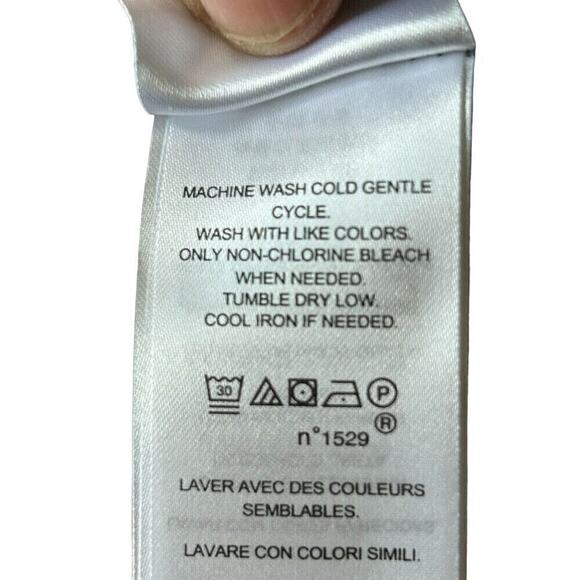 MACHINE WASH COLD GENTLE
CYCLE.
WASH WITH LIKE COLORS.
ONLY NON-CHLORINE BLEACH
WHEN NEEDED.
TUMBLE DRY LOW.
COOL IRON IF NEEDED.
30 P
n°1529 ®
LAVER AVEC DES COULEURS
SEMBLABLES.
LAVARE CON COLORI SIMILI.